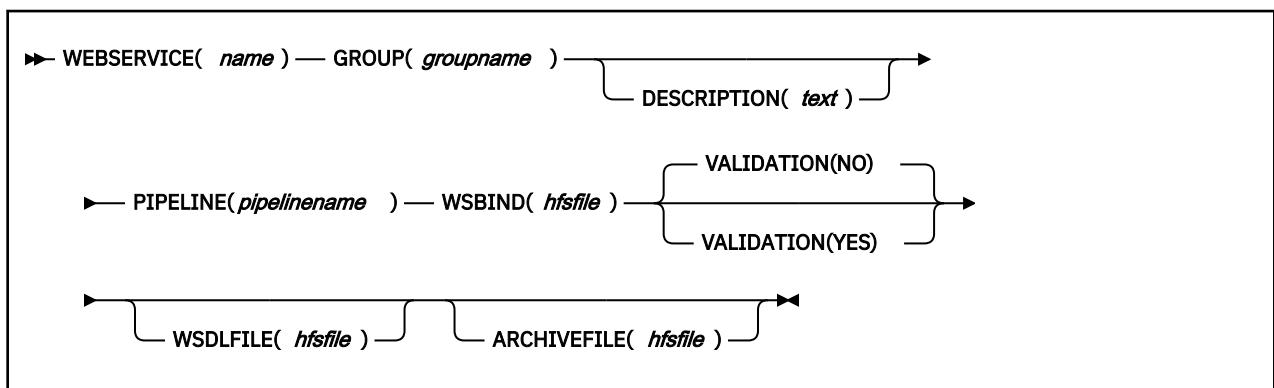 WEBSERVICE( name ) GROUP( groupname )
DESCRIPTION( text )
VALIDATION(NO)
PIPELINE( pipelinename ) WSBIND( hfsfile )
VALIDATION(YES)
WSDLFILE( hfsfile ) ARCHIVEFILE( hfsfile )